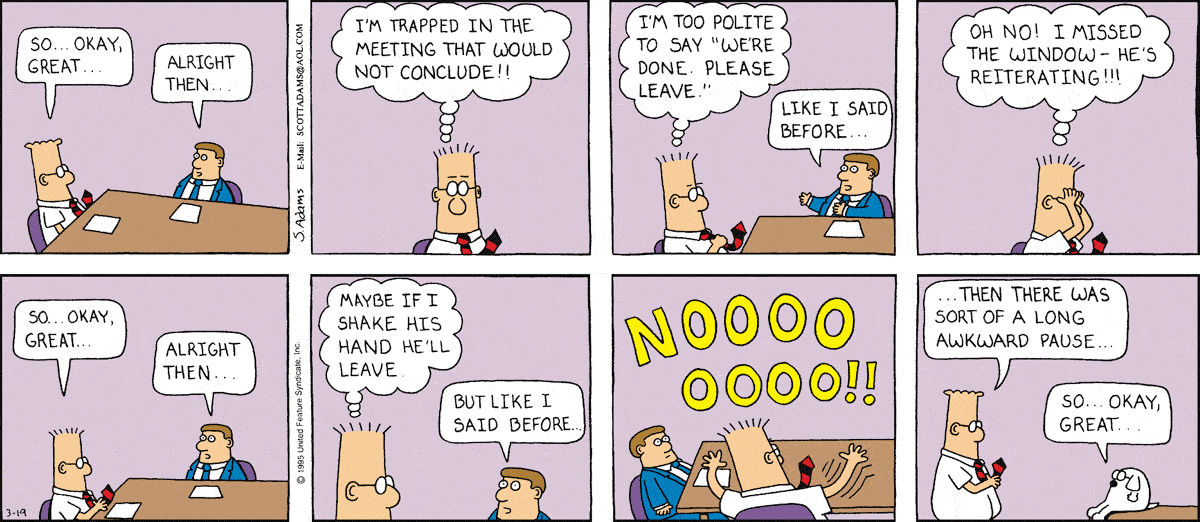 SO... OKAY,
GREAT...
ALRIGHT
THEN...
S. Adams E-Mail: SCOTTADAMS@AOL.COM
I'M TRAPPED IN THE
MEETING THAT WOULD
NOT CONCLUDE!!
I'M TOO POLITE
TO SAY "WE'RE
DONE. PLEASE
LEAVE."
LIKE I SAID
BEFORE...
OH NO! I MISSED
THE WINDOW – HE'S
REITERATING!!!
SO... OKAY,
GREAT...
ALRIGHT
THEN...
3-19
© 1995 United Feature Syndicate, Inc.
MAYBE IF I
SHAKE HIS
HAND HE'LL
LEAVE.
BUT LIKE I
SAID BEFORE...
NOOOO
OOOO!!
...THEN THERE WAS
SORT OF A LONG
AWKWARD PAUSE...
SO... OKAY,
GREAT...